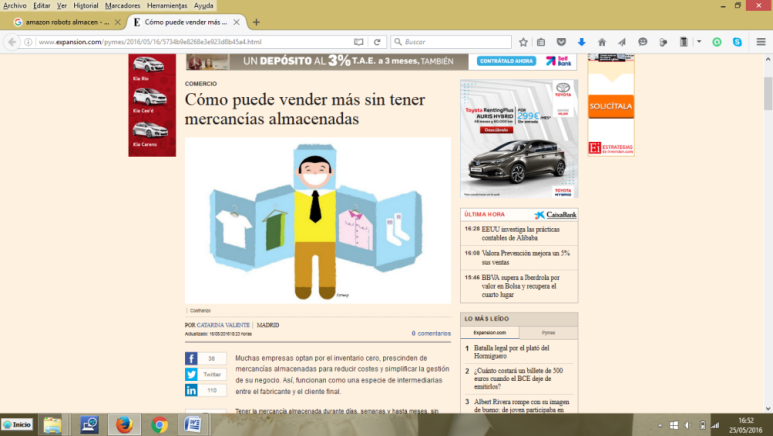 Archivo Editar Ver Historial Marcadores Herramientas Ayuda
amazon robots almacen - ...
Cómo puede vender más ...
www.expansion.com/pymes/2016/05/16/5734b9e8268e3e923d8b45a4.html
Buscar
UN DEPÓSITO AL 3% T.A.E. a 3 meses, TAMBIÉN
CONTRÁTALO AHORA
Self Bank
Kia Rio
Kia Cee'd
Kia Carens
COMERCIO
Cómo puede vender más sin tener
mercancías almacenadas
POR CATARINA VALENTE | MADRID
0 comentarios
38
Twitter
110
Muchas empresas optan por el inventario cero, prescinden de
mercancías almacenadas para reducir costes y simplificar la gestión
de su negocio. Así, funcionan como una especie de intermediarias
entre el fabricante y el cliente final.
Tener la mercancía almacenada durante días, semanas y hasta meses, sin
TOYOTA
Toyota RentingPlus
AURIS HYBRID
299€
TOYOTA
HYBRID
SOLICÍTALA
Ei ESTRATEGIAS
ÚLTIMA HORA
CaixaBank
16:28 EEUU investiga las prácticas
contables de Alibaba
16:08 Valora Prevención mejora un 5%
sus ventas
15:46 BBVA supera a Iberdrola por
valor en Bolsa y recupera el
cuarto lugar
LO MÁS LEÍDO
Expansion.com Pymes
1 Batalla legal por el plató del
Hormiguero
2 ¿Cuánto costará un billete de 500
euros cuando el BCE deje de
emitirlos?
3 Albert Rivera rompe con su imagen
de bueno: de joven participaba en
Inicio
16:52
25/05/2016